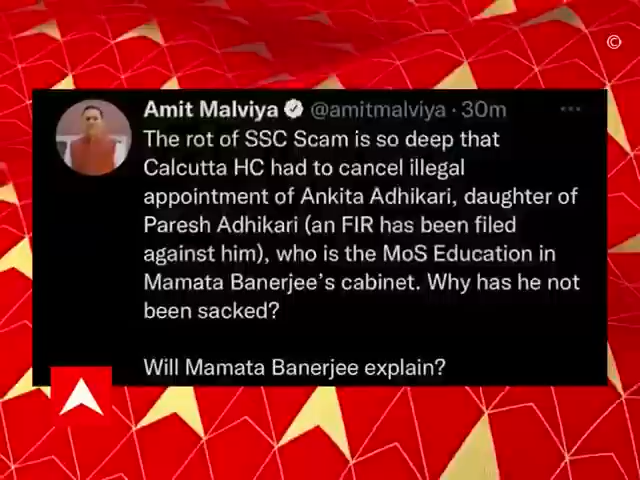 ©
Amit Malviya @amitmalviya · 30m
The rot of SSC Scam is so deep that
Calcutta HC had to cancel illegal
appointment of Ankita Adhikari, daughter of
Paresh Adhikari (an FIR has been filed
against him), who is the MoS Education in
Mamata Banerjee’s cabinet. Why has he not
been sacked?
Will Mamata Banerjee explain?